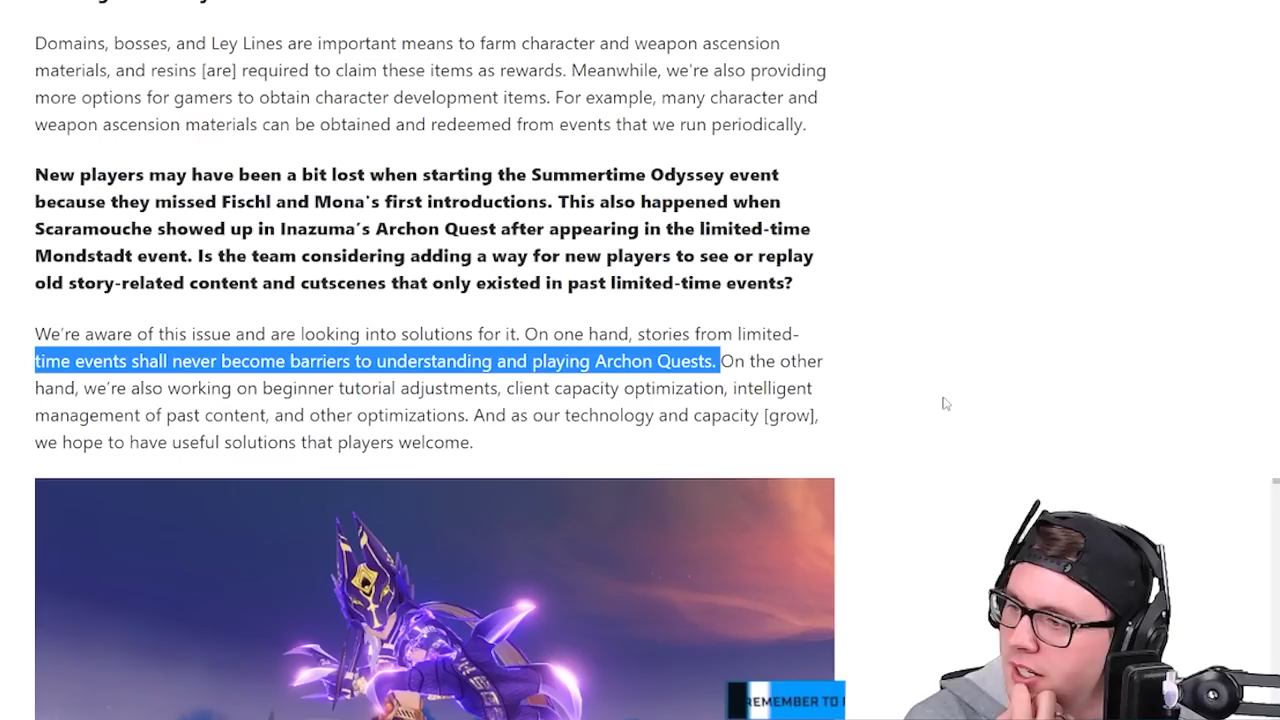 Domains, bosses, and Ley Lines are important means to farm character and weapon ascension
materials, and resins [are] required to claim these items as rewards. Meanwhile, we're also providing
more options for gamers to obtain character development items. For example, many character and
weapon ascension materials can be obtained and redeemed from events that we run periodically.
New players may have been a bit lost when starting the Summertime Odyssey event
because they missed Fischl and Mona's first introductions. This also happened when
Scaramouche showed up in Inazuma´s Archon Quest after appearing in the limited-time
Mondstadt event. Is the team considering adding a way for new players to see or replay
old story-related content and cutscenes that only existed in past limited-time events?
We’re aware of this issue and are looking into solutions for it. On one hand, stories from limited-
time events shall never become barriers to understanding and playing Archon Quests. On the other
hand, we’re also working on beginner tutorial adjustments, client capacity optimization, intelligent
management of past content, and other optimizations. And as our technology and capacity [grow],
we hope to have useful solutions that players welcome.
REMEMBER TO